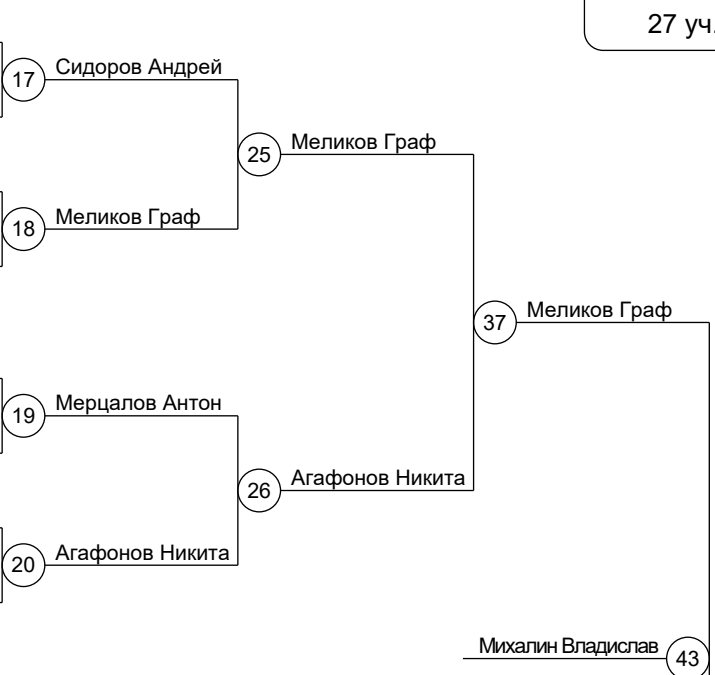 27 уч.
17 Сидоров Андрей
25 Меликов Граф
18 Меликов Граф
37 Меликов Граф
19 Мерцалов Антон
26 Агафонов Никита
20 Агафонов Никита
Михалин Владислав 43